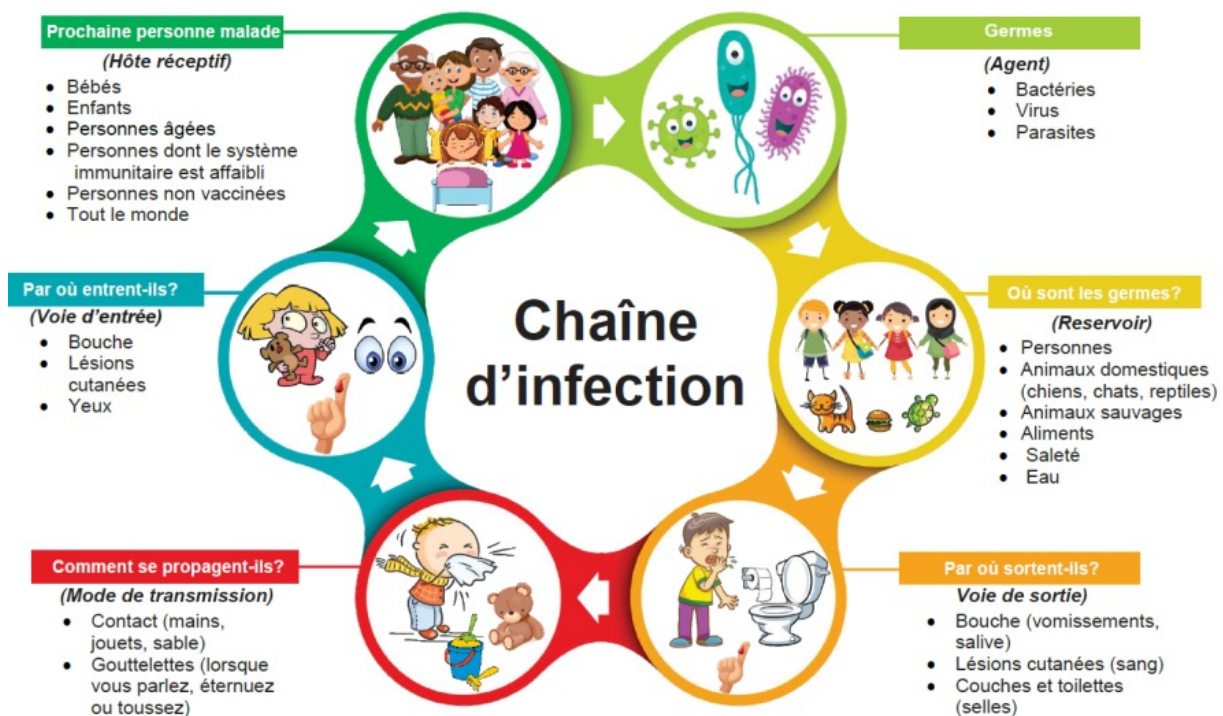 Prochaine personne malade
(Hôte réceptif)
• Bébés
• Enfants
• Personnes âgées
• Personnes dont le système
immunitaire est affaibli
• Personnes non vaccinées
• Tout le monde
Germes
(Agent)
• Bactéries
• Virus
• Parasites
Par où entrent-ils?
(Voie d'entrée)
• Bouche
• Lésions
cutanées
• Yeux
Chaîne
d'infection
Où sont les germes?
(Reservoir)
• Personnes
• Animaux domestiques
(chiens, chats, reptiles)
• Animaux sauvages
• Aliments
• Saleté
• Eau
Comment se propagent-ils?
(Mode de transmission)
• Contact (mains,
jouets, sable)
• Gouttelettes (lorsque
vous parlez, éternuez
ou toussez)
Par où sortent-ils?
Voie de sortie)
• Bouche (vomissements,
salive)
• Lésions cutanées (sang)
• Couches et toilettes
(selles)